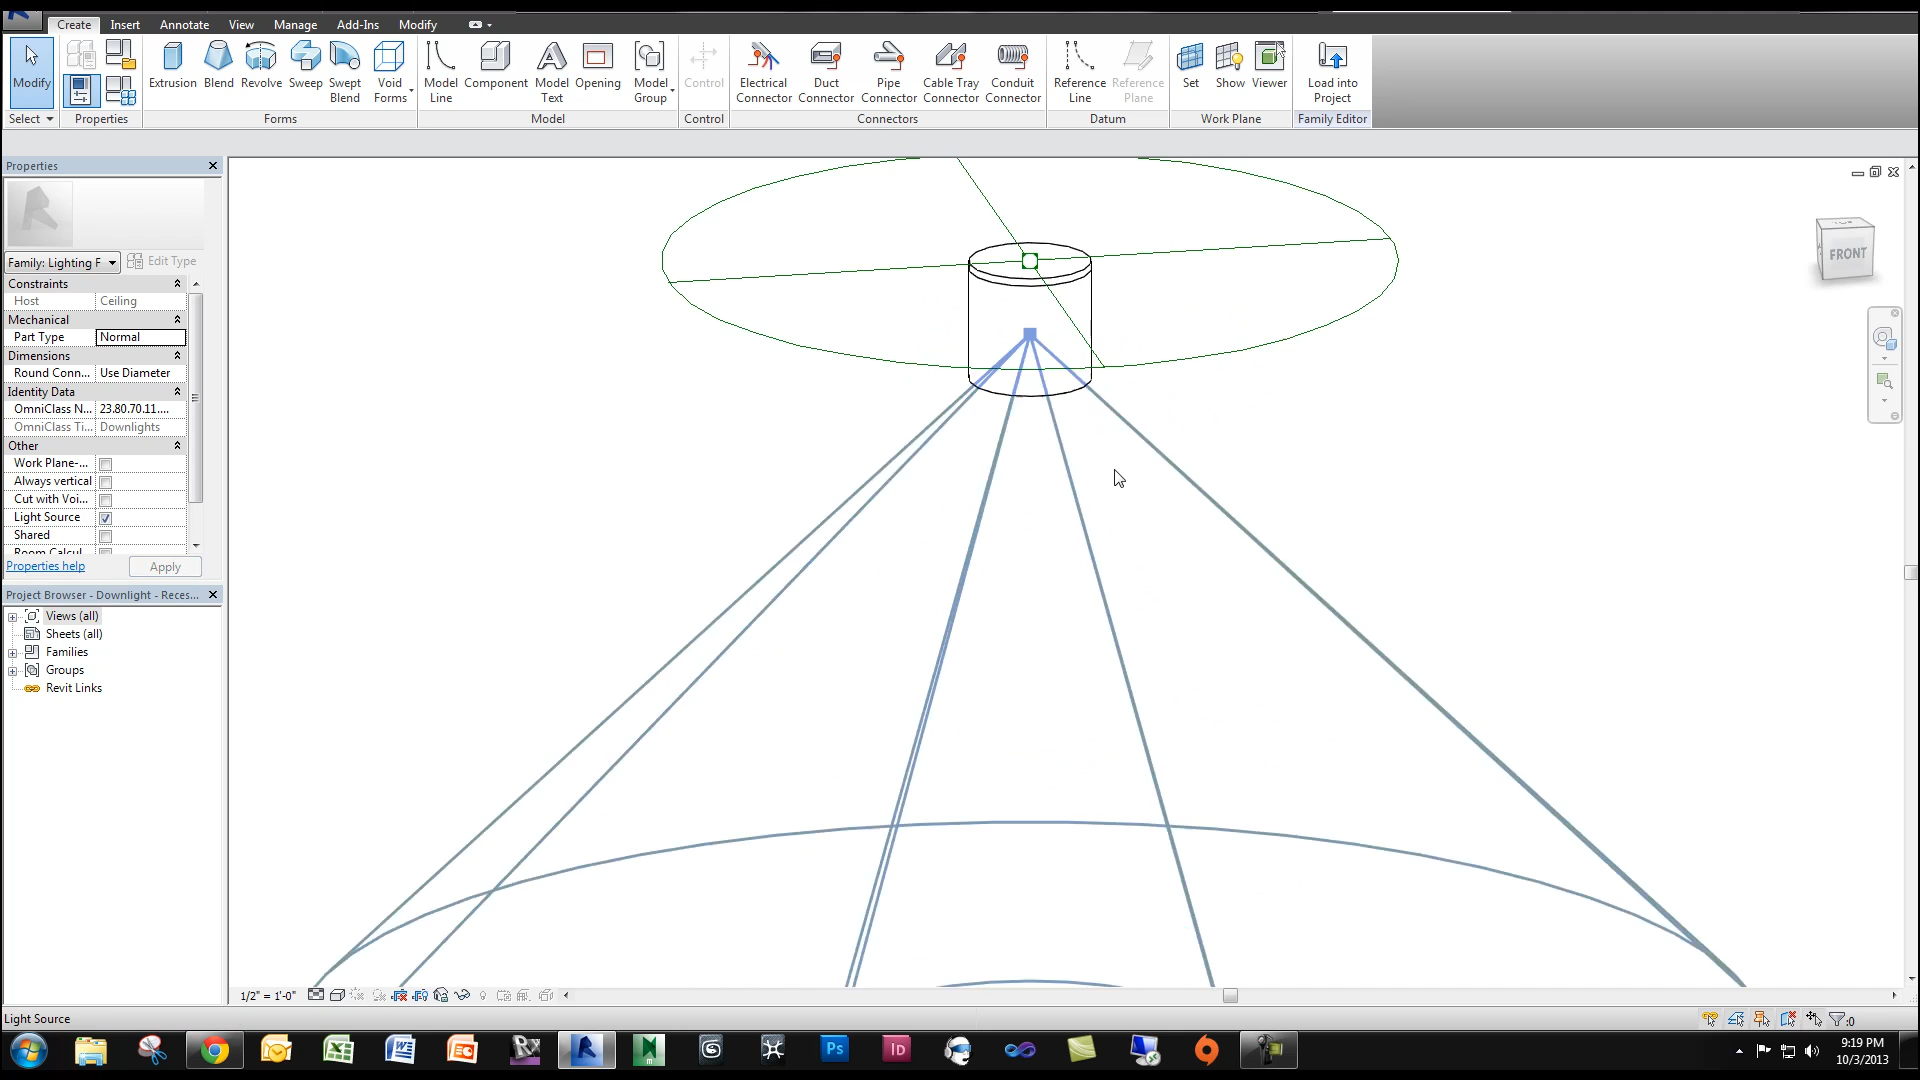 Create Insert Annotate View Manage Add-Ins Modify
Modify
Extrusion Blend Revolve Sweep Swept Blend Void Forms
Model Line Component Model Text Opening Model Group
Control
Electrical Connector Duct Connector Pipe Connector Cable Tray Connector Conduit Connector
Reference Line Reference Plane
Set Show Viewer
Load into Project
Select Properties Forms Model Control Connectors Datum Work Plane Family Editor
Properties
Family: Lighting F Edit Type
Constraints
Host Ceiling
Mechanical
Part Type Normal
Dimensions
Round Conn... Use Diameter
Identity Data
OmniClass N... 23.80.70.11....
OmniClass Ti... Downlights
Other
Work Plane-...
Always vertical
Cut with Voi...
Light Source
Shared
Room Calcul
Properties help Apply
Project Browser - Downlight - Reces...
Views (all)
Sheets (all)
Families
Groups
Revit Links
FRONT
1/2" = 1'-0"
Light Source
:0
Ps
Id
9:19 PM
10/3/2013